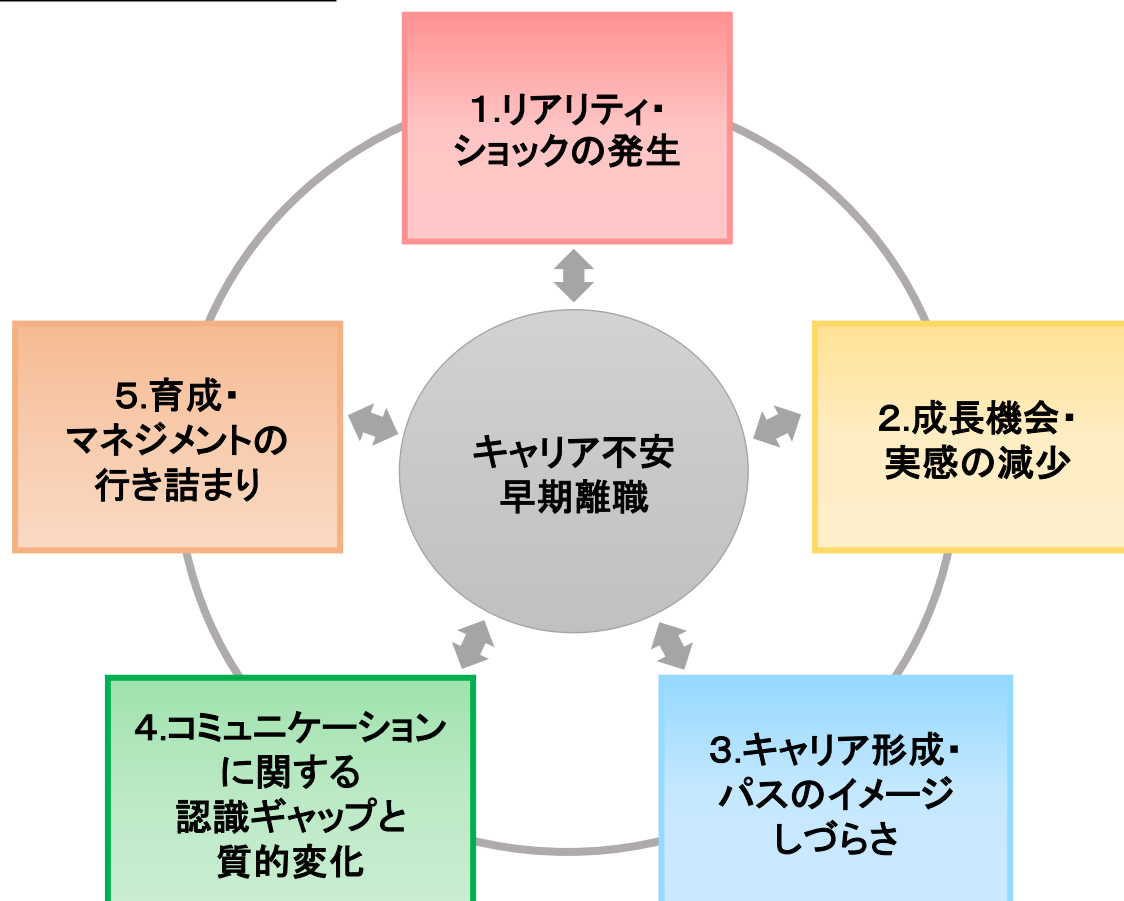 1.リアリティ・
ショックの発生
2.成長機会・
実感の減少
3.キャリア形成・
パスのイメージ
しづらさ
4.コミュニケーション
に関する
認識ギャップと
質的変化
5.育成・
マネジメントの
行き詰まり
キャリア不安
早期離職